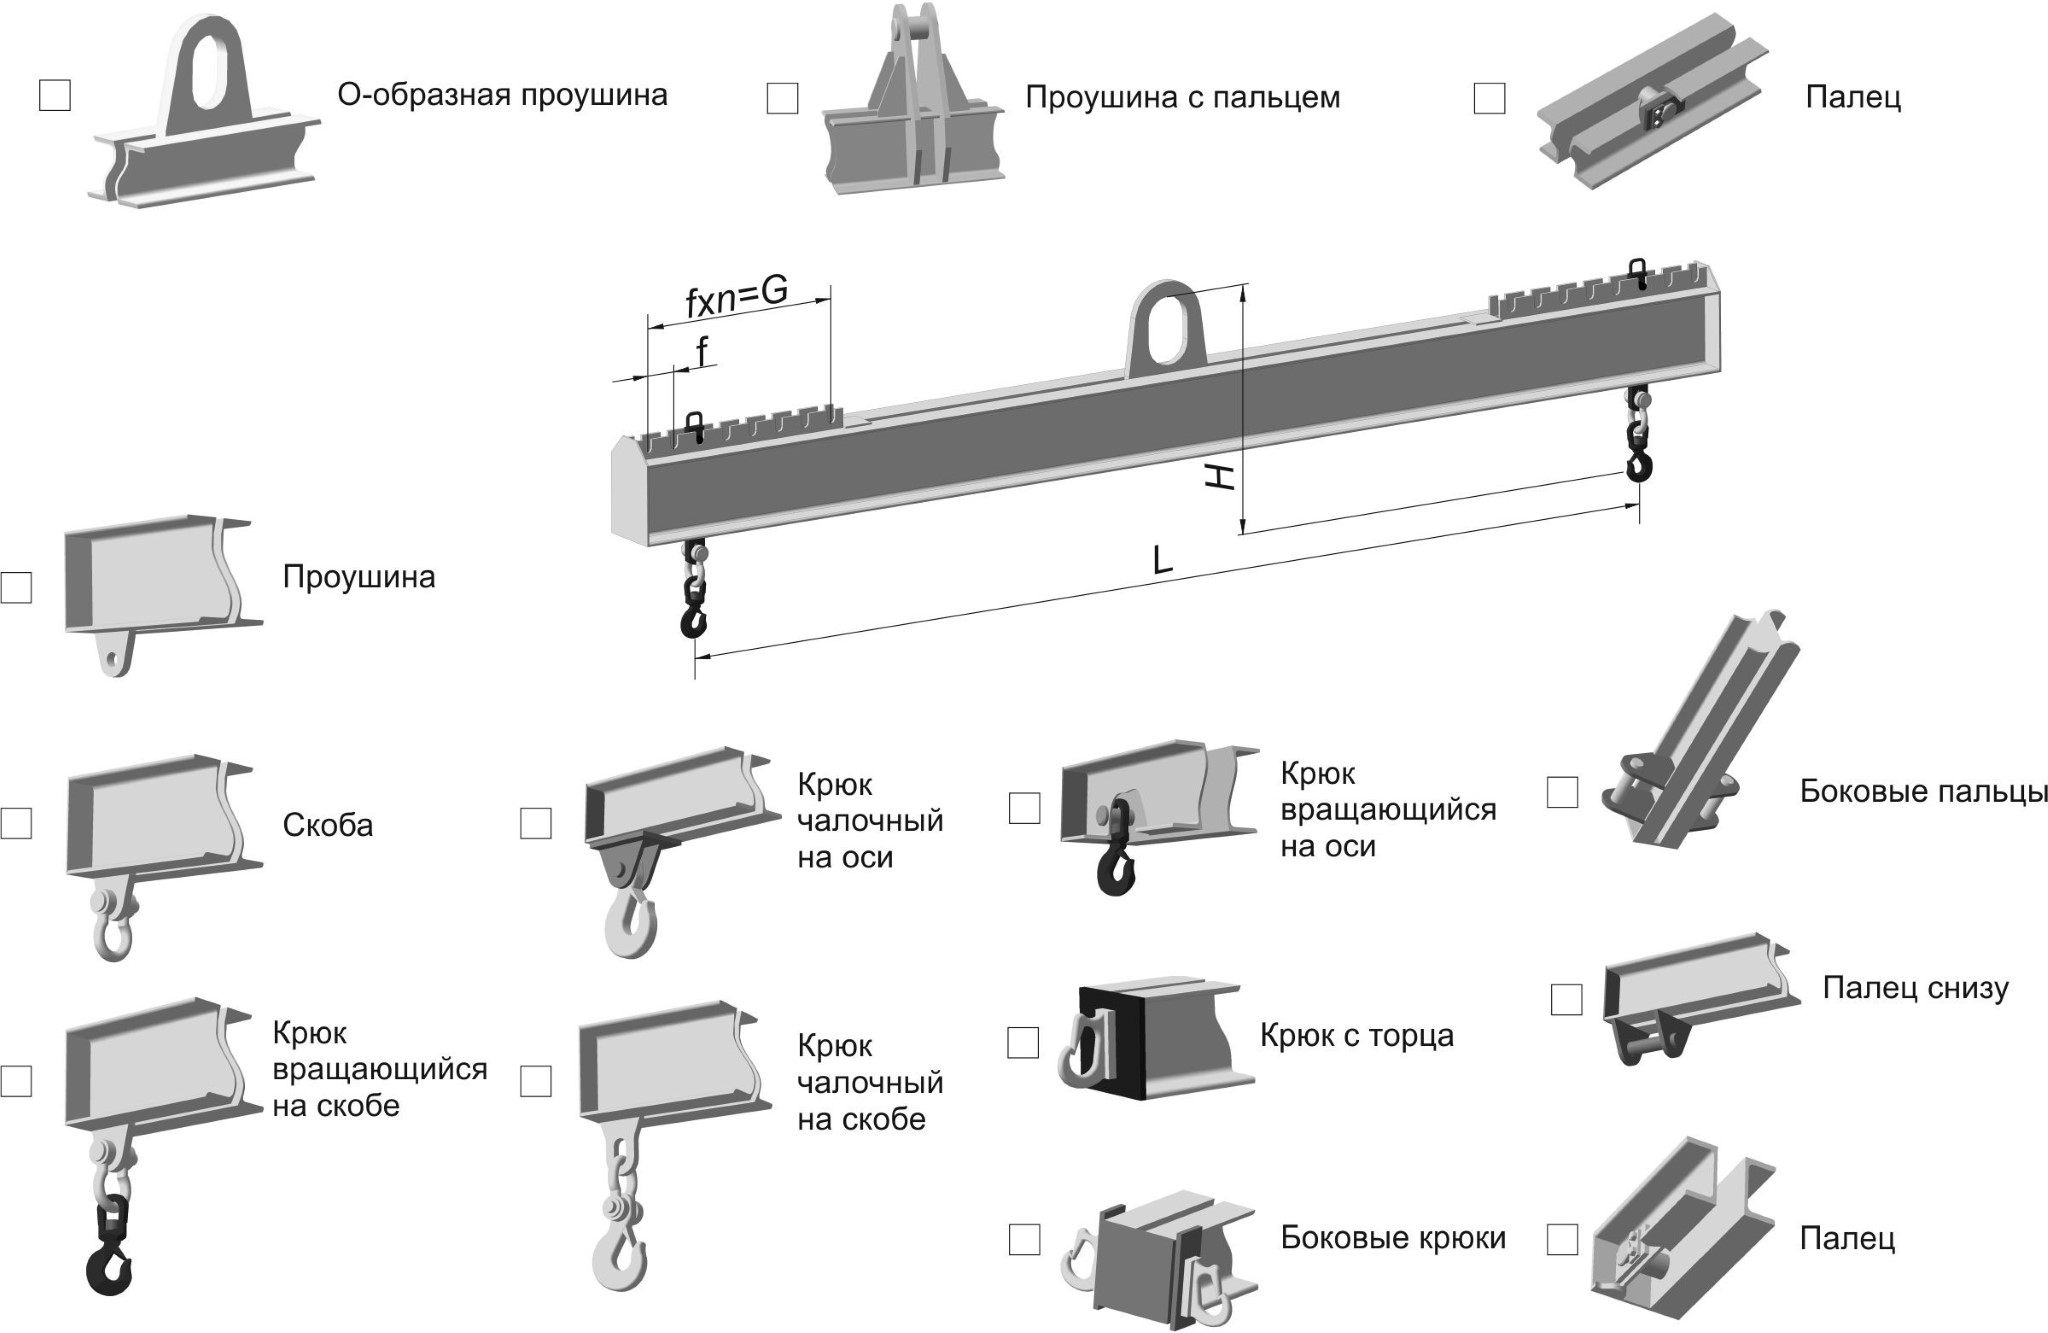 О-образная проушина
Проушина с пальцем
Палец
fxn=G
f
H
L
Проушина
Скоба
Крюк
чалочный
на оси
Крюк
вращающийся
на оси
Боковые пальцы
Крюк
вращающийся
на скобе
Крюк
чалочный
на скобе
Крюк с торца
Палец снизу
Боковые крюки
Палец